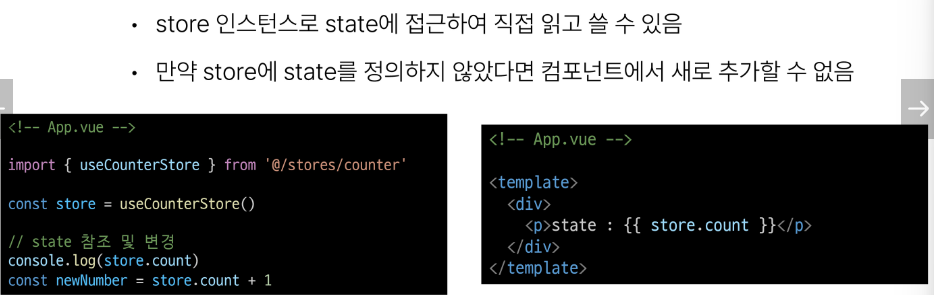 • store 인스턴스로 state에 접근하여 직접 읽고 쓸 수 있음
• 만약 store에 state를 정의하지 않았다면 컴포넌트에서 새로 추가할 수 없음
<!-- App.vue -->
import { useCounterStore } from '@/stores/counter'
const store = useCounterStore()
// state 참조 및 변경
console.log(store.count)
const newNumber = store.count + 1
<!-- App.vue -->
<template>
<div>
<p>state : {{ store.count }}</p>
</div>
</template>